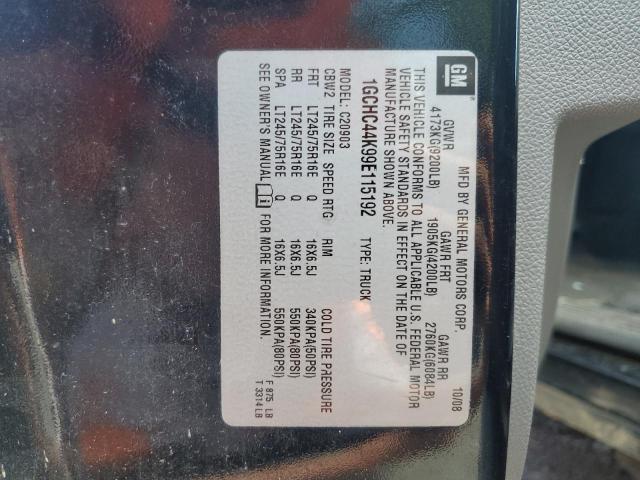 GM
MFD BY GENERAL MOTORS CORP. 10/08
GVWR GAWR FRT GAWR RR
4173KG(9200LB) 1905KG(4200LB) 2760KG(6084LB)
THIS VEHICLE CONFORMS TO ALL APPLICABLE U.S. FEDERAL MOTOR
VEHICLE SAFETY STANDARDS IN EFFECT ON THE DATE OF
MANUFACTURE SHOWN ABOVE.
1GCHC44K99E115192 TYPE: TRUCK
MODEL: C20903
CBW2 TIRE SIZE SPEED RTG RIM COLD TIRE PRESSURE
FRT LT245/75R16E Q 16X6.5J 340KPA(50PSI)
RR LT245/75R16E Q 16X6.5J 550KPA(80PSI)
SPA LT245/75R16E Q 16X6.5J 550KPA(80PSI)
SEE OWNER'S MANUAL i FOR MORE INFORMATION.
F 875 LB
T 3314 LB